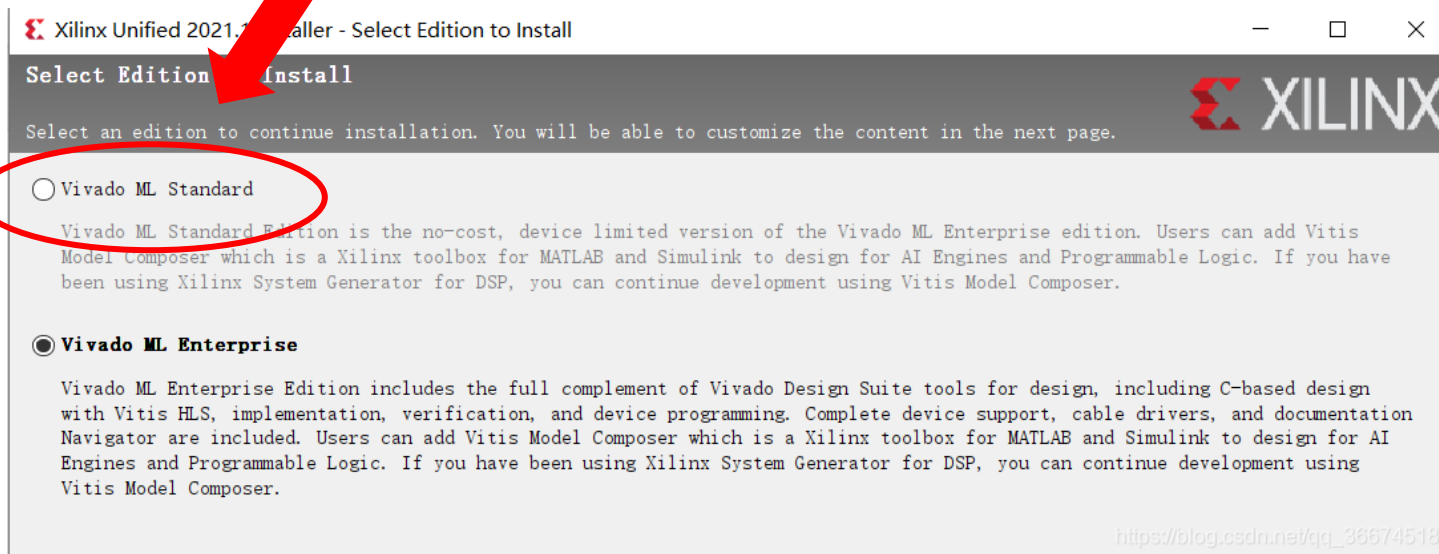 Xilinx Unified 2021. aller - Select Edition to Install
Select Edition Install
XILINX
Select an edition to continue installation. You will be able to customize the content in the next page.
Vivado ML Standard
Vivado ML Standard Edition is the no-cost, device limited version of the Vivado ML Enterprise edition. Users can add Vitis
Model Composer which is a Xilinx toolbox for MATLAB and Simulink to design for AI Engines and Programmable Logic. If you have
been using Xilinx System Generator for DSP, you can continue development using Vitis Model Composer.
Vivado ML Enterprise
Vivado ML Enterprise Edition includes the full complement of Vivado Design Suite tools for design, including C-based design
with Vitis HLS, implementation, verification, and device programming. Complete device support, cable drivers, and documentation
Navigator are included. Users can add Vitis Model Composer which is a Xilinx toolbox for MATLAB and Simulink to design for AI
Engines and Programmable Logic. If you have been using Xilinx System Generator for DSP, you can continue development using
Vitis Model Composer.
https://blog.csdn.net/qq_36674518